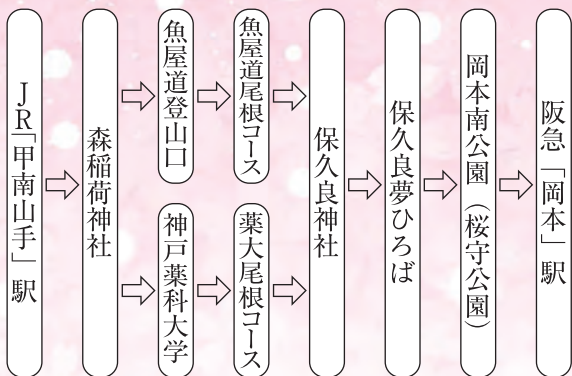 JR「甲南山手」駅
森稲荷神社
魚屋道登山口
魚屋道尾根コース
神戸薬科大学
薬大尾根コース
保久良神社
保久良夢ひろば
岡本南公園（桜守公園）
阪急「岡本」駅